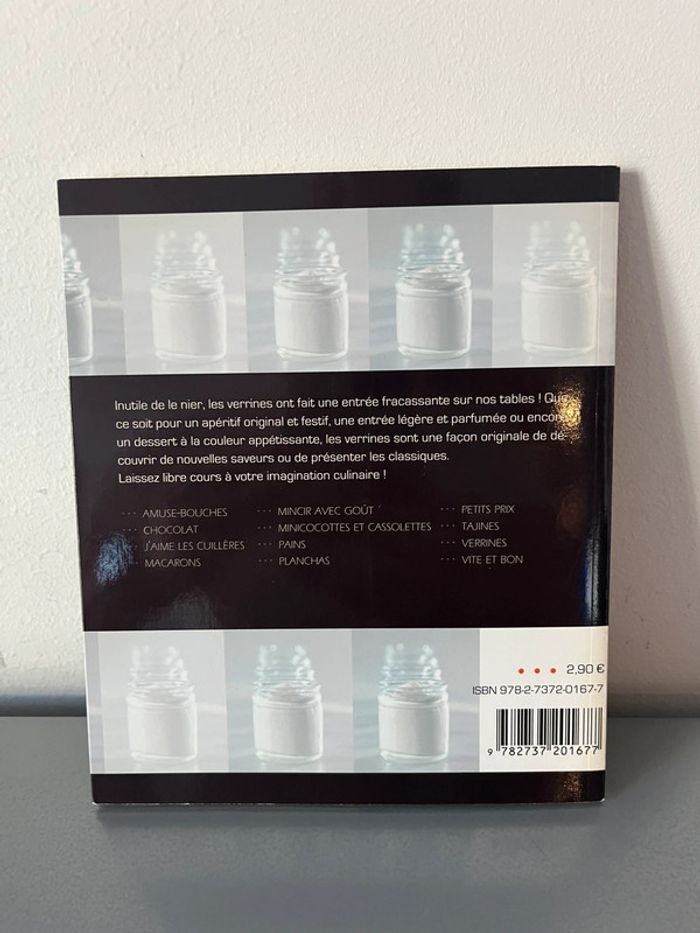 Inutile de le nier, les verrines ont fait une entrée fracassante sur nos tables ! Que
ce soit pour un apéritif original et festif, une entrée légère et parfumée ou encore
un dessert à la couleur appétissante, les verrines sont une façon originale de dé-
couvrir de nouvelles saveurs ou de présenter les classiques.
Laissez libre cours à votre imagination culinaire !
··· AMUSE-BOUCHES
··· CHOCOLAT
··· J'AIME LES CUILLÈRES
··· MACARONS
··· MINCIR AVEC GOÛT
··· MINICOCOTTES ET CASSOLETTES
··· PAINS
··· PLANCHAS
··· PETITS PRIX
··· TAJINES
··· VERRINES
··· VITE ET BON
••• 2,90 €
ISBN 978-2-7372-0167-7
9 782737 201677